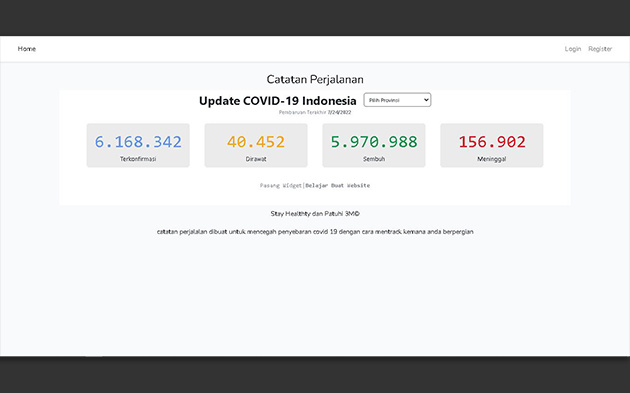 Home Login Register
Catatan Perjalanan
Update COVID-19 Indonesia Pilih Provinsi
Pembaruan Terakhir 2/24/2022
6.168.342 40.452 5.970.988 156.902
Terkonfirmasi Dirawat Sembuh Meninggal
Pasang Widget|Belajar Buat Website
Stay Healthty dan Patuhi 3M©
catatan perjalalan dibuat untuk mencegah penyebaran covid 19 dengan cara mentrack kemana anda berpergian